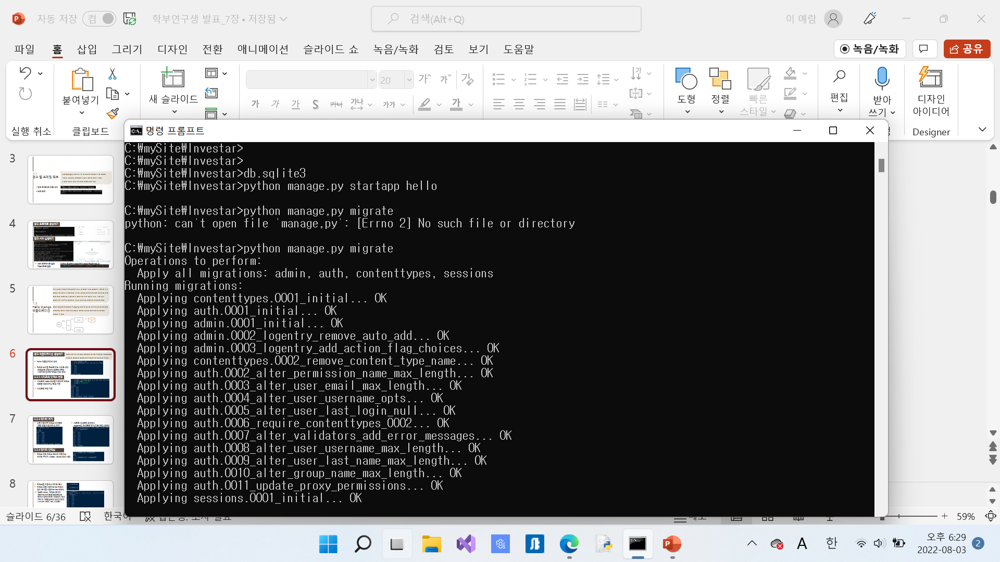 자동 저장
켬
학부연구생 발표_7장 • 저장됨
검색(Alt+Q)
이 예람
파일
홈
삽입
그리기
디자인
전환
애니메이션
슬라이드 쇼
녹음/녹화
검토
보기
도움말
녹음/녹화
공유
붙여넣기
새 슬라이드
20
도형
정렬
빠른
스타일
편집
받아
쓰기
디자인
아이디어
실행 취소
클립보드
Designer
명령 프롬프트
C:₩mySite₩Investar>
C:₩mySite₩Investar>
C:₩mySite₩Investar>db.sqlite3
C:₩mySite₩Investar>python manage.py startapp hello
C:₩mySite₩Investar>python manage,py migrate
python: can't open file 'manage,py': [Errno 2] No such file or directory
C:₩mySite₩Investar>python manage.py migrate
Operations to perform:
Apply all migrations: admin, auth, contenttypes, sessions
Running migrations:
Applying contenttypes.0001_initial... OK
Applying auth.0001_initial... OK
Applying admin.0001_initial... OK
Applying admin.0002_logentry_remove_auto_add... OK
Applying admin.0003_logentry_add_action_flag_choices... OK
Applying contenttypes.0002_remove_content_type_name... OK
Applying auth.0002_alter_permission_name_max_length... OK
Applying auth.0003_alter_user_email_max_length... OK
Applying auth.0004_alter_user_username_opts... OK
Applying auth.0005_alter_user_last_login_null... OK
Applying auth.0006_require_contenttypes_0002... OK
Applying auth.0007_alter_validators_add_error_messages... OK
Applying auth.0008_alter_user_username_max_length... OK
Applying auth.0009_alter_user_last_name_max_length... OK
Applying auth.0010_alter_group_name_max_length... OK
Applying auth.0011_update_proxy_permissions... OK
Applying sessions.0001_initial... OK
3
4
5
7.2
Hello Django
애플리케이션
6
7
8
슬라이드 6/36
한국어
59%
A
한
오후 6:29
2022-08-03
2